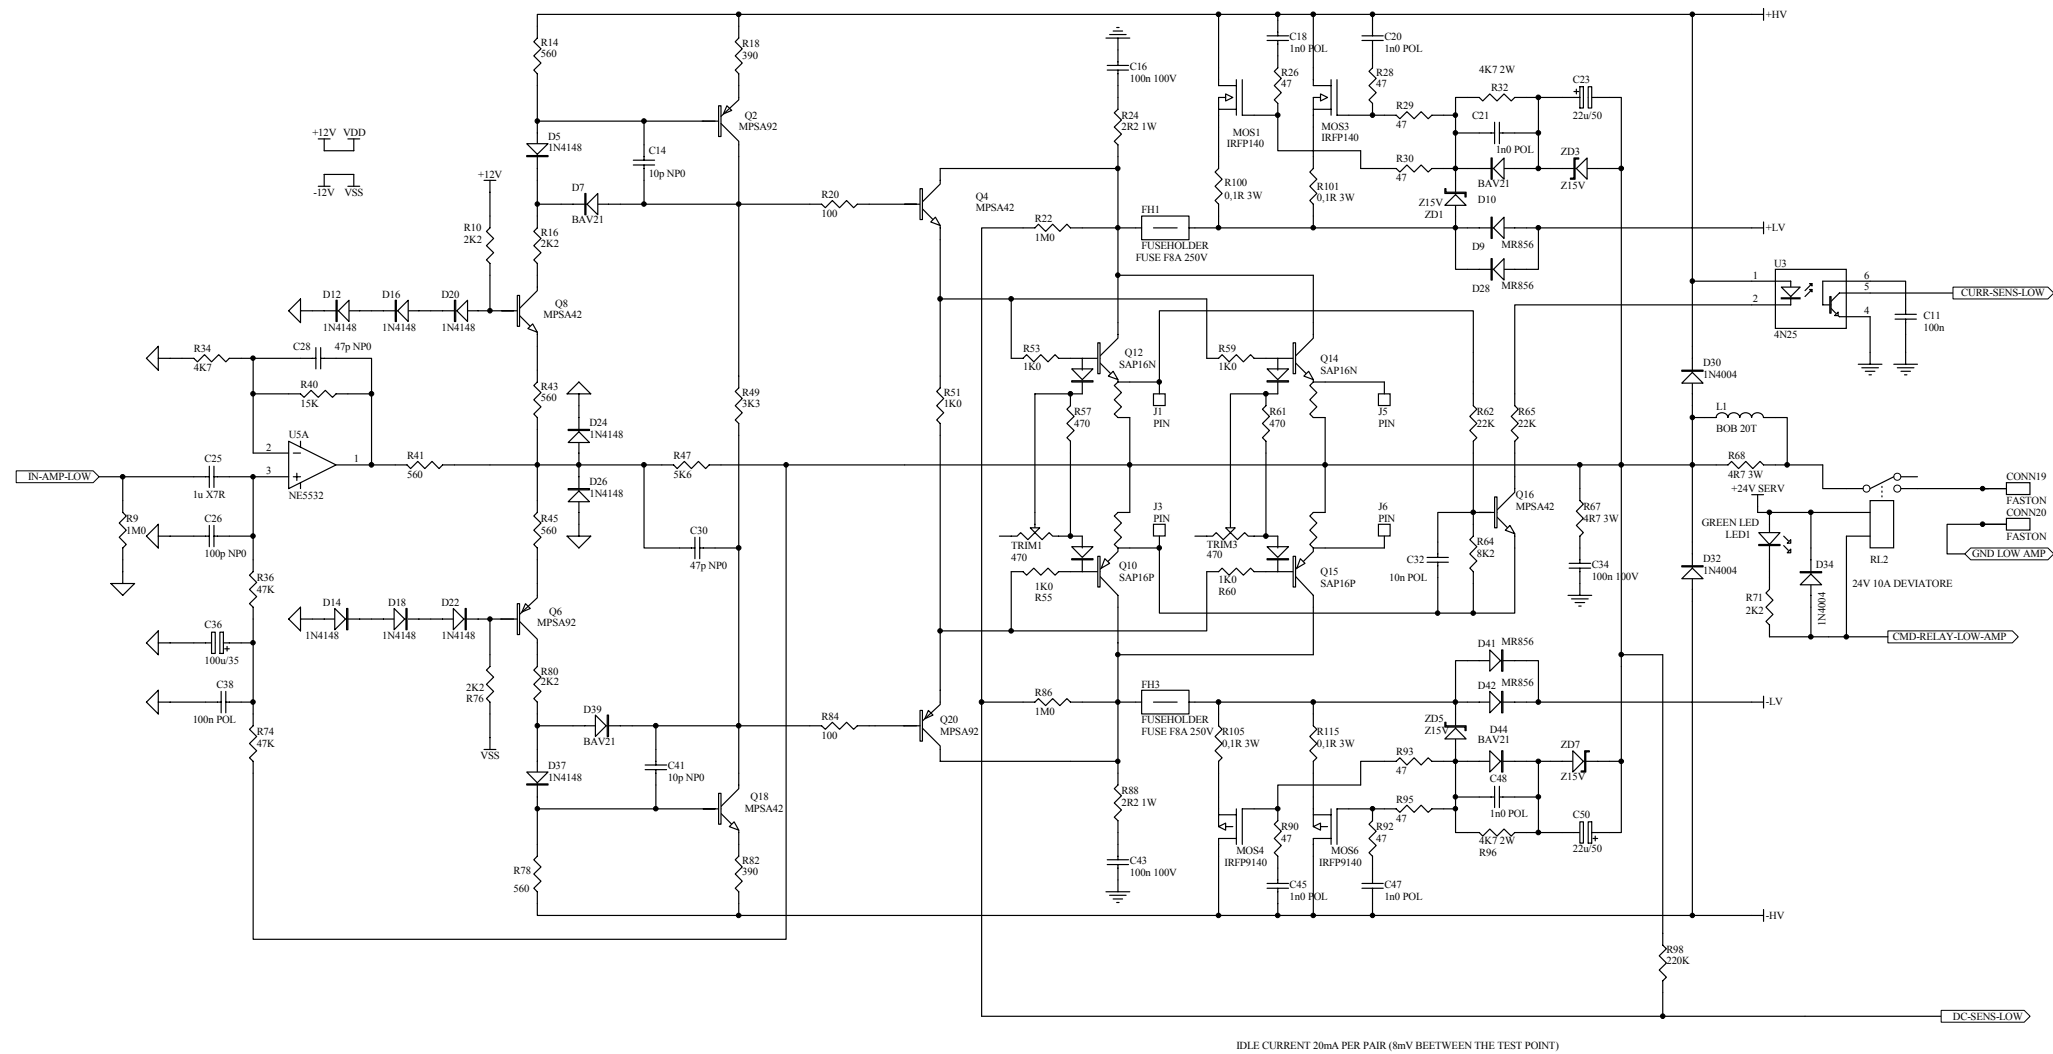 +HV
R14
560
R18
390
C16
100n 100V
C18
1n0 POL
C20
1n0 POL
R26
47
R28
47
4K7 2W
R32
C23
+
22u/50
R24
2R2 1W
Q2
MPSA92
MOS1
IRFP140
MOS3
IRFP140
R29
47
C21
1n0 POL
+12V VDD
-12V VSS
D5
1N4148
C14
10p NP0
R30
47
ZD3
Z15V
BAV21
D10
+12V
D7
BAV21
R20
100
Q4
MPSA42
R100
0,1R 3W
R101
0,1R 3W
Z15V
ZD1
R10
2K2
R16
2K2
R22
1M0
FH1
FUSEHOLDER
FUSE F8A 250V
D9
MR856
+LV
D28
MR856
U3
1
2
6
5
4
4N25
CURR-SENS-LOW
C11
100n
D12
1N4148
D16
1N4148
D20
1N4148
Q8
MPSA42
R34
4K7
C28
47p NP0
R40
15K
R53
1K0
Q12
SAP16N
R59
1K0
Q14
SAP16N
D30
1N4004
R43
560
R49
3K3
R51
1K0
R57
470
J1
PIN
R61
470
J5
PIN
R62
22K
R65
22K
L1
BOB 20T
D24
1N4148
U5A
2
3
1
NE5532
R41
560
R47
5K6
R68
4R7 3W
IN-AMP-LOW
C25
1u X7R
D26
1N4148
+24V SERV
CONN19
FASTON
CONN20
FASTON
R9
1M0
C26
100p NP0
R45
560
C30
47p NP0
TRIM1
470
J3
PIN
TRIM3
470
J6
PIN
Q16
MPSA42
R67
4R7 3W
GREEN LED
LED1
RL2
GND LOW AMP
R64
8K2
C32
10n POL
C34
100n 100V
D32
1N4004
D34
1N4004
24V 10A DEVIATORE
R36
47K
1K0
R55
Q10
SAP16P
1K0
R60
Q15
SAP16P
R71
2K2
D14
1N4148
D18
1N4148
D22
1N4148
Q6
MPSA92
CMD-RELAY-LOW-AMP
C36
+
100u/35
D41
MR856
C38
100n POL
2K2
R76
R80
2K2
R86
1M0
FH3
FUSEHOLDER
FUSE F8A 250V
D42
MR856
-LV
R74
47K
VSS
D39
BAV21
R84
100
Q20
MPSA92
R105
0,1R 3W
R115
0,1R 3W
ZD5
Z15V
D44
BAV21
ZD7
Z15V
R93
47
D37
1N4148
C41
10p NP0
Q18
MPSA42
R88
2R2 1W
C48
1n0 POL
R95
47
C50
+
22u/50
4K7 2W
R96
MOS4
IRFP9140
R90
47
MOS6
IRFP9140
R92
47
R78
560
R82
390
C43
100n 100V
C45
1n0 POL
C47
1n0 POL
-HV
R98
220K
DC-SENS-LOW
IDLE CURRENT 20mA PER PAIR (8mV BEETWEEN THE TEST POINT)